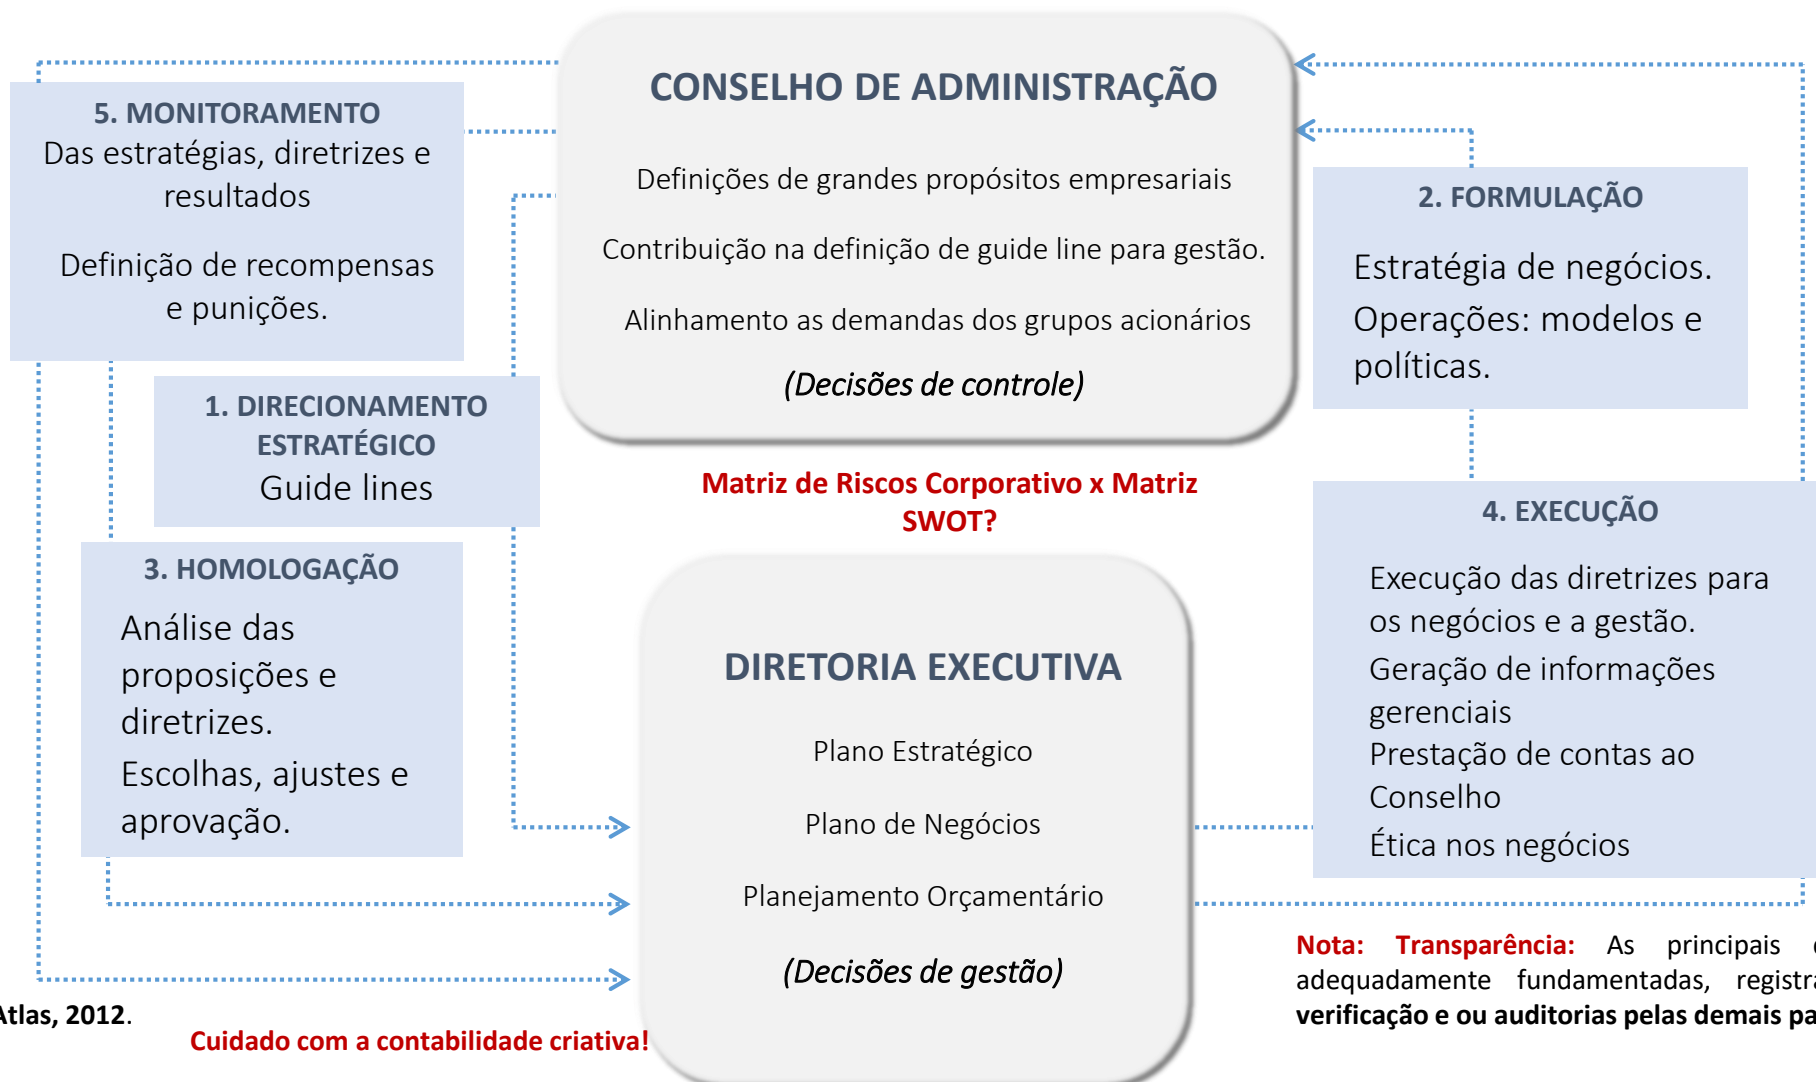 CONSELHO DE ADMINISTRAÇÃO
Definições de grandes propósitos empresariais
Contribuição na definição de guide line para gestão.
Alinhamento as demandas dos grupos acionários
(Decisões de controle)
5. MONITORAMENTO
Das estratégias, diretrizes e
resultados
Definição de recompensas
e punições.
2. FORMULAÇÃO
Estratégia de negócios.
Operações: modelos e
políticas.
1. DIRECIONAMENTO
ESTRATÉGICO
Guide lines
Matriz de Riscos Corporativo x Matriz
SWOT?
3. HOMOLOGAÇÃO
Análise das
proposições e
diretrizes.
Escolhas, ajustes e
aprovação.
DIRETORIA EXECUTIVA
Plano Estratégico
Plano de Negócios
Planejamento Orçamentário
(Decisões de gestão)
4. EXECUÇÃO
Execução das diretrizes para
os negócios e a gestão.
Geração de informações
gerenciais
Prestação de contas ao
Conselho
Ética nos negócios
Nota: Transparência: As principais
adequadamente fundamentadas,
verificação e ou auditorias pelas demais
Atlas, 2012.
Cuidado com a contabilidade criativa!